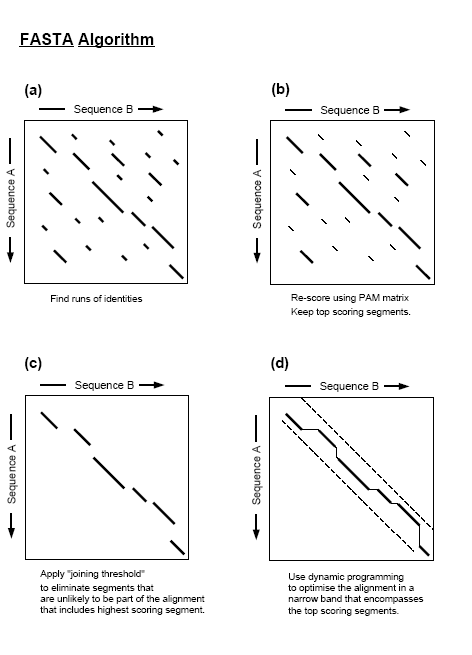 FASTA Algorithm
(a)
Sequence B
Sequence A
Find runs of identities
(b)
Sequence B
Sequence A
Re-score using PAM matrix
Keep top scoring segments.
(c)
Sequence B
Sequence A
Apply "joining threshold"
to eliminate segments that
are unlikely to be part of the alignment
that includes highest scoring segment.
(d)
Sequence B
Sequence A
Use dynamic programming
to optimise the alignment in a
narrow band that encompasses
the top scoring segments.